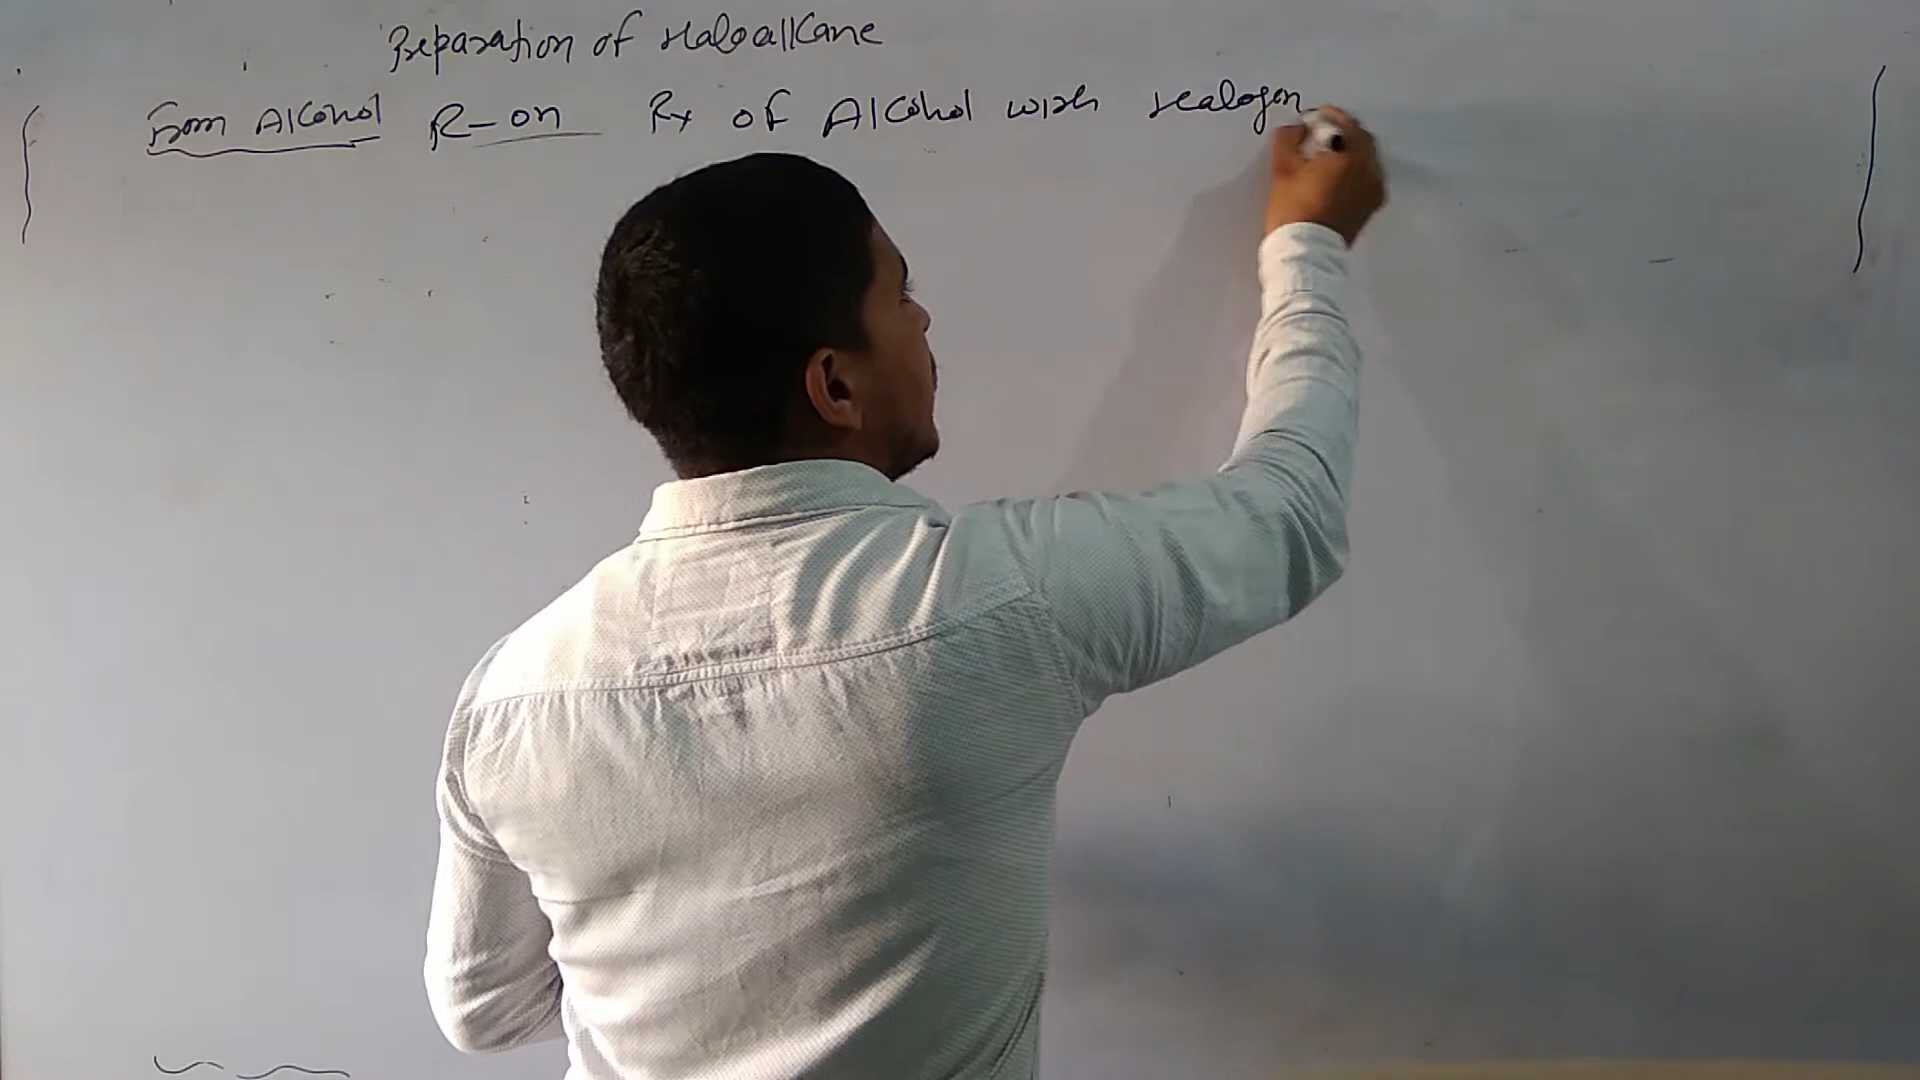 Preparation of Haloalkane
From Alcohol R-OH Rx of Alcohol with Halogen